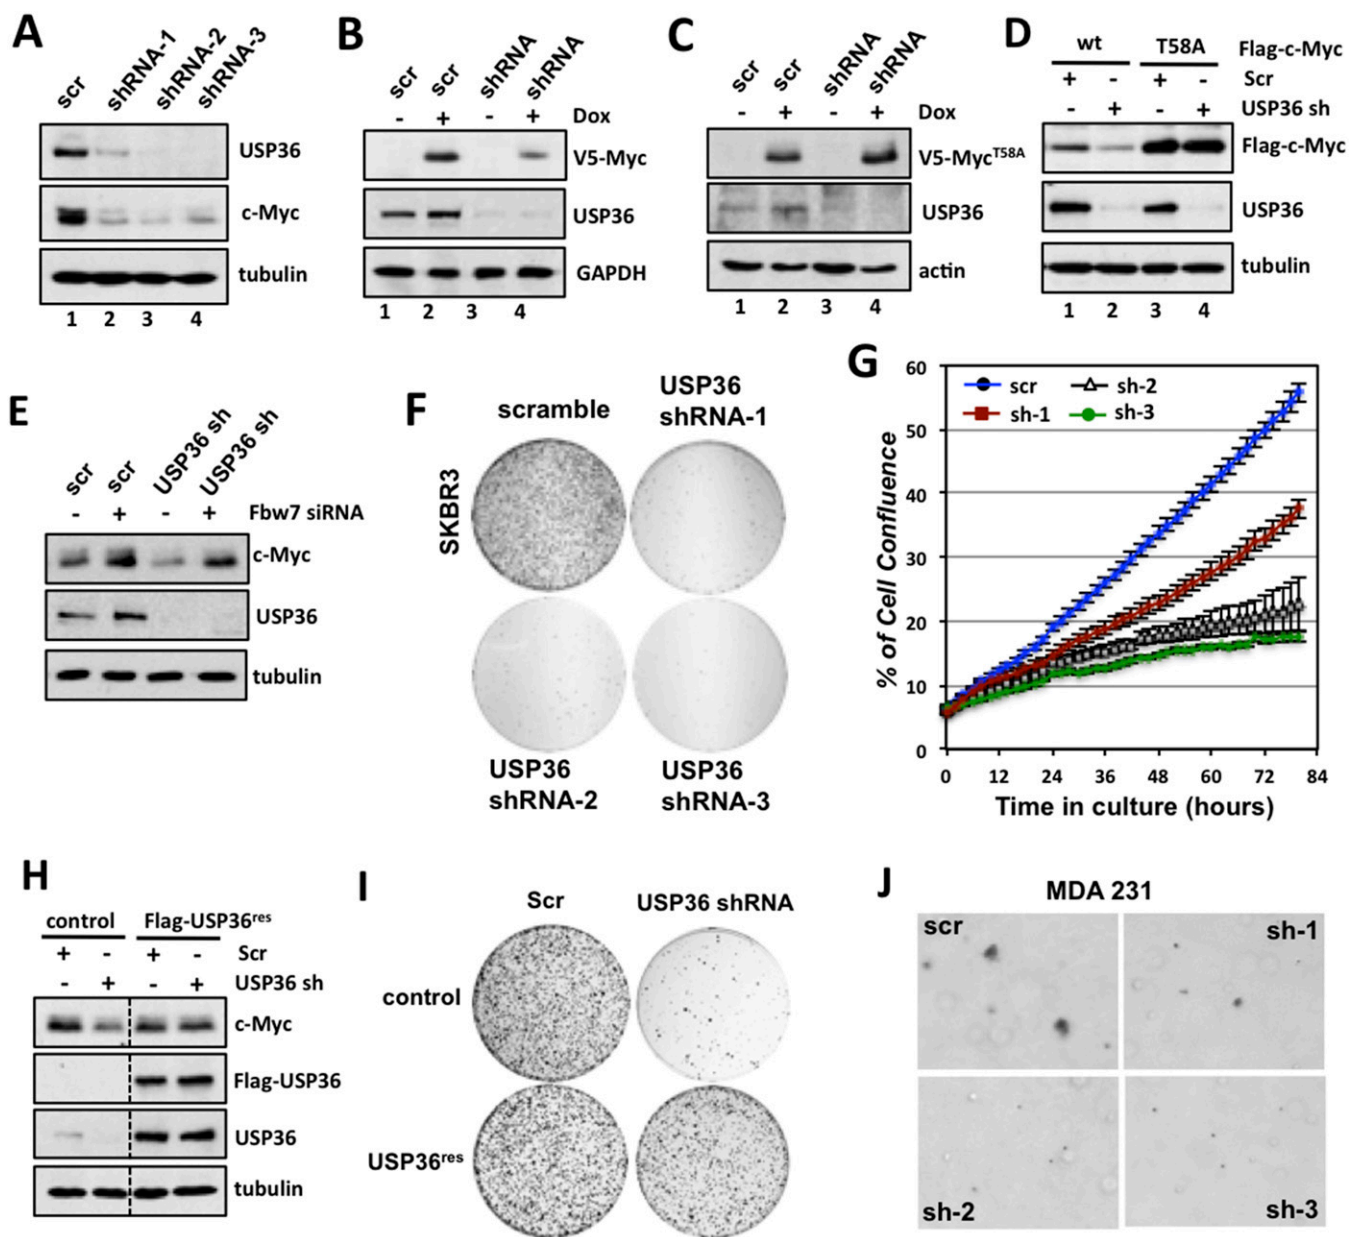 A
scr
shRNA-1
shRNA-2
shRNA-3
USP36
c-Myc
tubulin
1 2 3 4
B
scr
scr
shRNA
shRNA
- + - + Dox
V5-Myc
USP36
GAPDH
1 2 3 4
C
scr
scr
shRNA
shRNA
- + - + Dox
V5-Myc^T58A
USP36
actin
1 2 3 4
D
wt T58A Flag-c-Myc
+ - + - Scr
- + - + USP36 sh
Flag-c-Myc
USP36
tubulin
1 2 3 4
E
scr
scr
USP36 sh
USP36 sh
- + - + Fbw7 siRNA
c-Myc
USP36
tubulin
F
SKBR3
scramble
USP36
shRNA-1
USP36
shRNA-2
USP36
shRNA-3
G
scr sh-2
sh-1 sh-3
% of Cell Confluence
60
50
40
30
20
10
0
0 12 24 36 48 60 72 84
Time in culture (hours)
H
control Flag-USP36^res
+ - + - Scr
- + - + USP36 sh
c-Myc
Flag-USP36
USP36
tubulin
I
Scr USP36 shRNA
control
USP36^res
J
MDA 231
scr sh-1
sh-2 sh-3